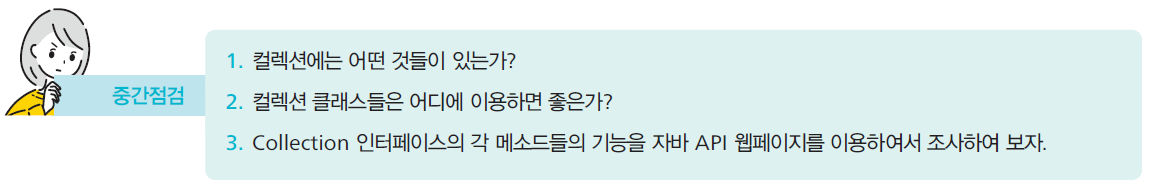 중간점검
1. 컬렉션에는 어떤 것들이 있는가?
2. 컬렉션 클래스들은 어디에 이용하면 좋은가?
3. Collection 인터페이스의 각 메소드들의 기능을 자바 API 웹페이지를 이용하여서 조사하여 보자.